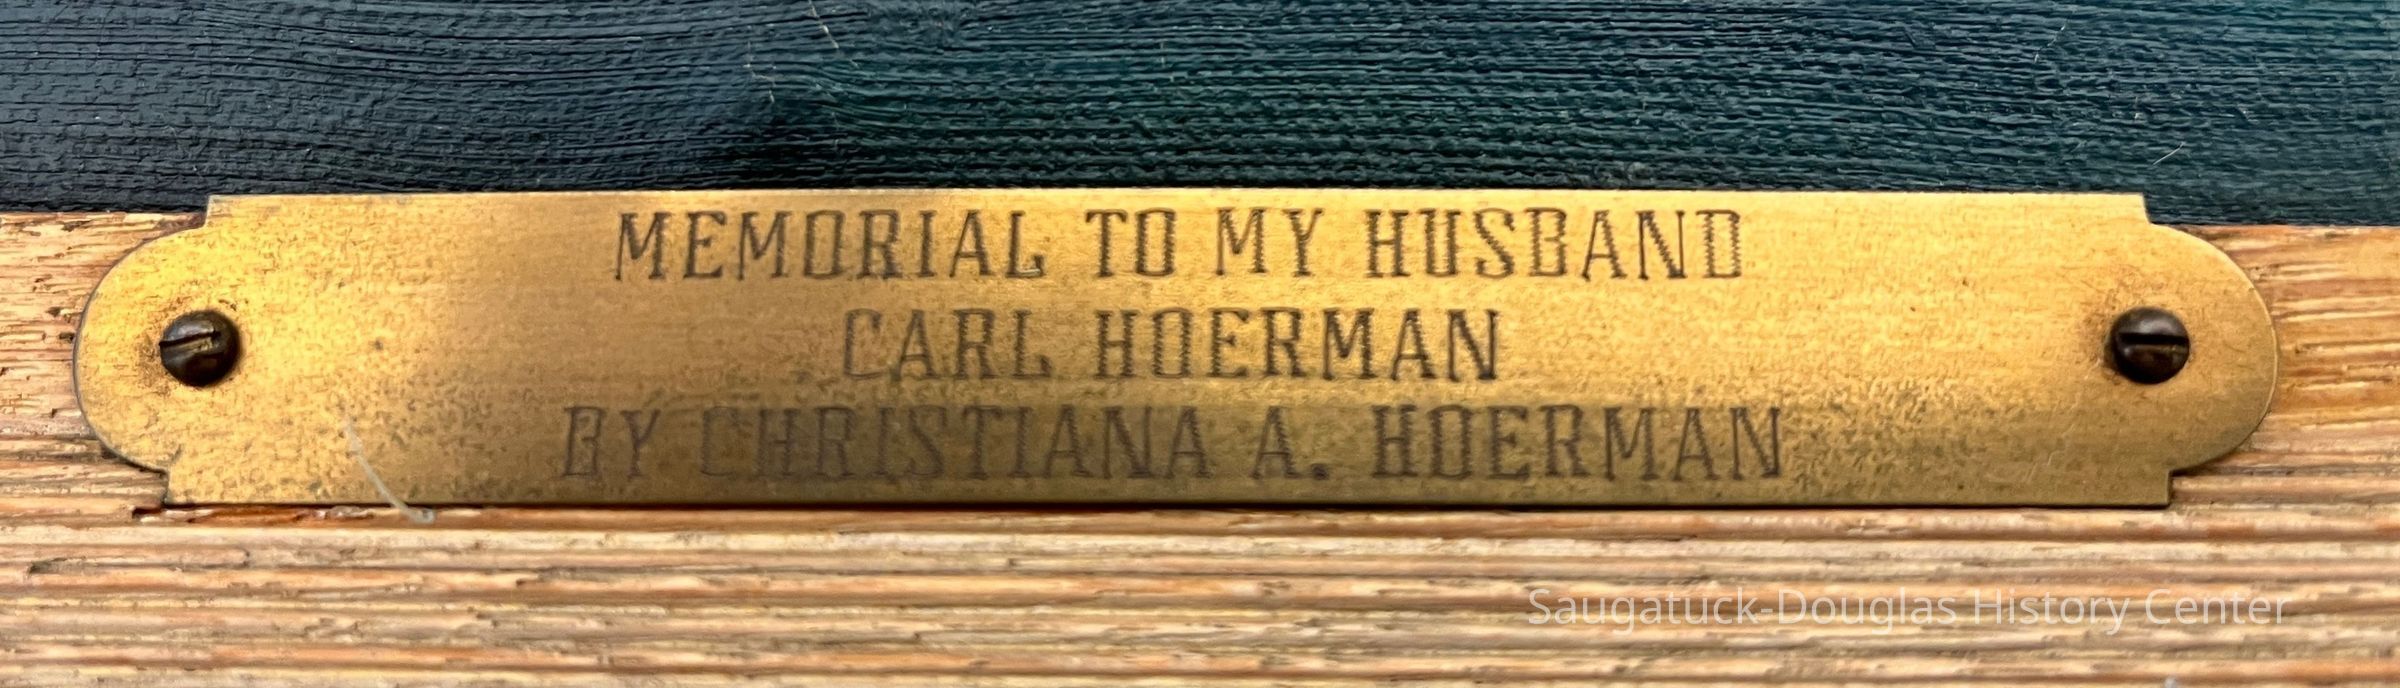 MEMORIAL TO MY HUSBAND
CARL HOERMAN
BY CHRISTIANA A. HOERMAN
Saugatuck-Douglas History Center